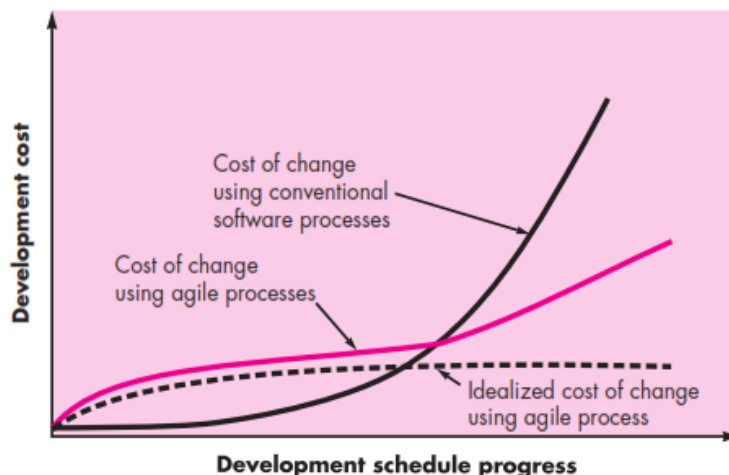 Development cost
Cost of change
using conventional
software processes
Cost of change
using agile processes
Idealized cost of change
using agile process
Development schedule progress